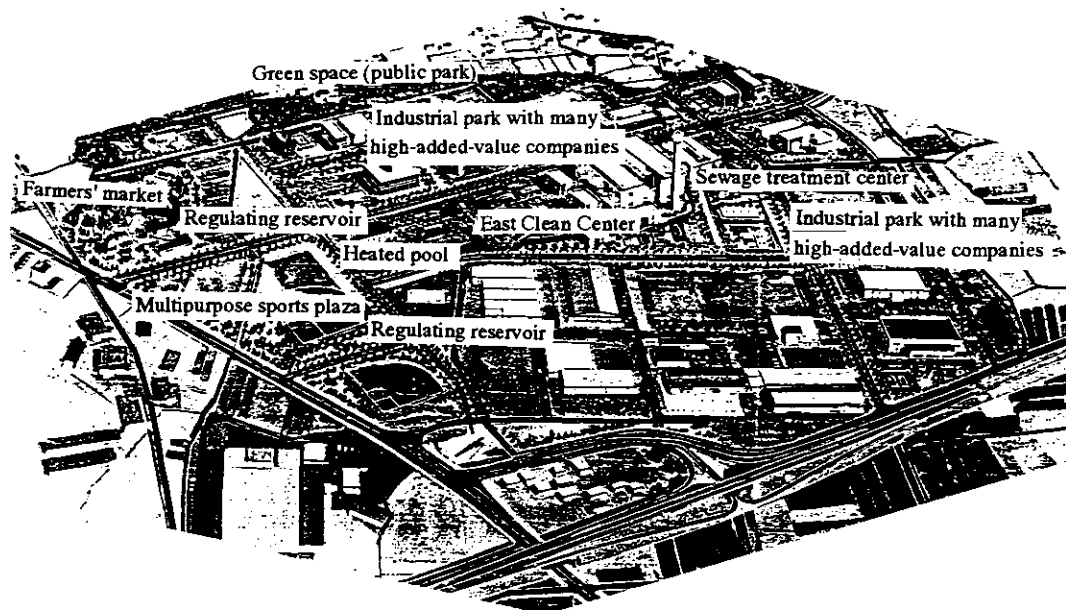 Green space (public park)
Industrial park with many
high-added-value companies
Farmers' market
Sewage treatment center
Regulating reservoir
East Clean Center
Industrial park with many
high-added-value companies
Heated pool
Multipurpose sports plaza
Regulating reservoir